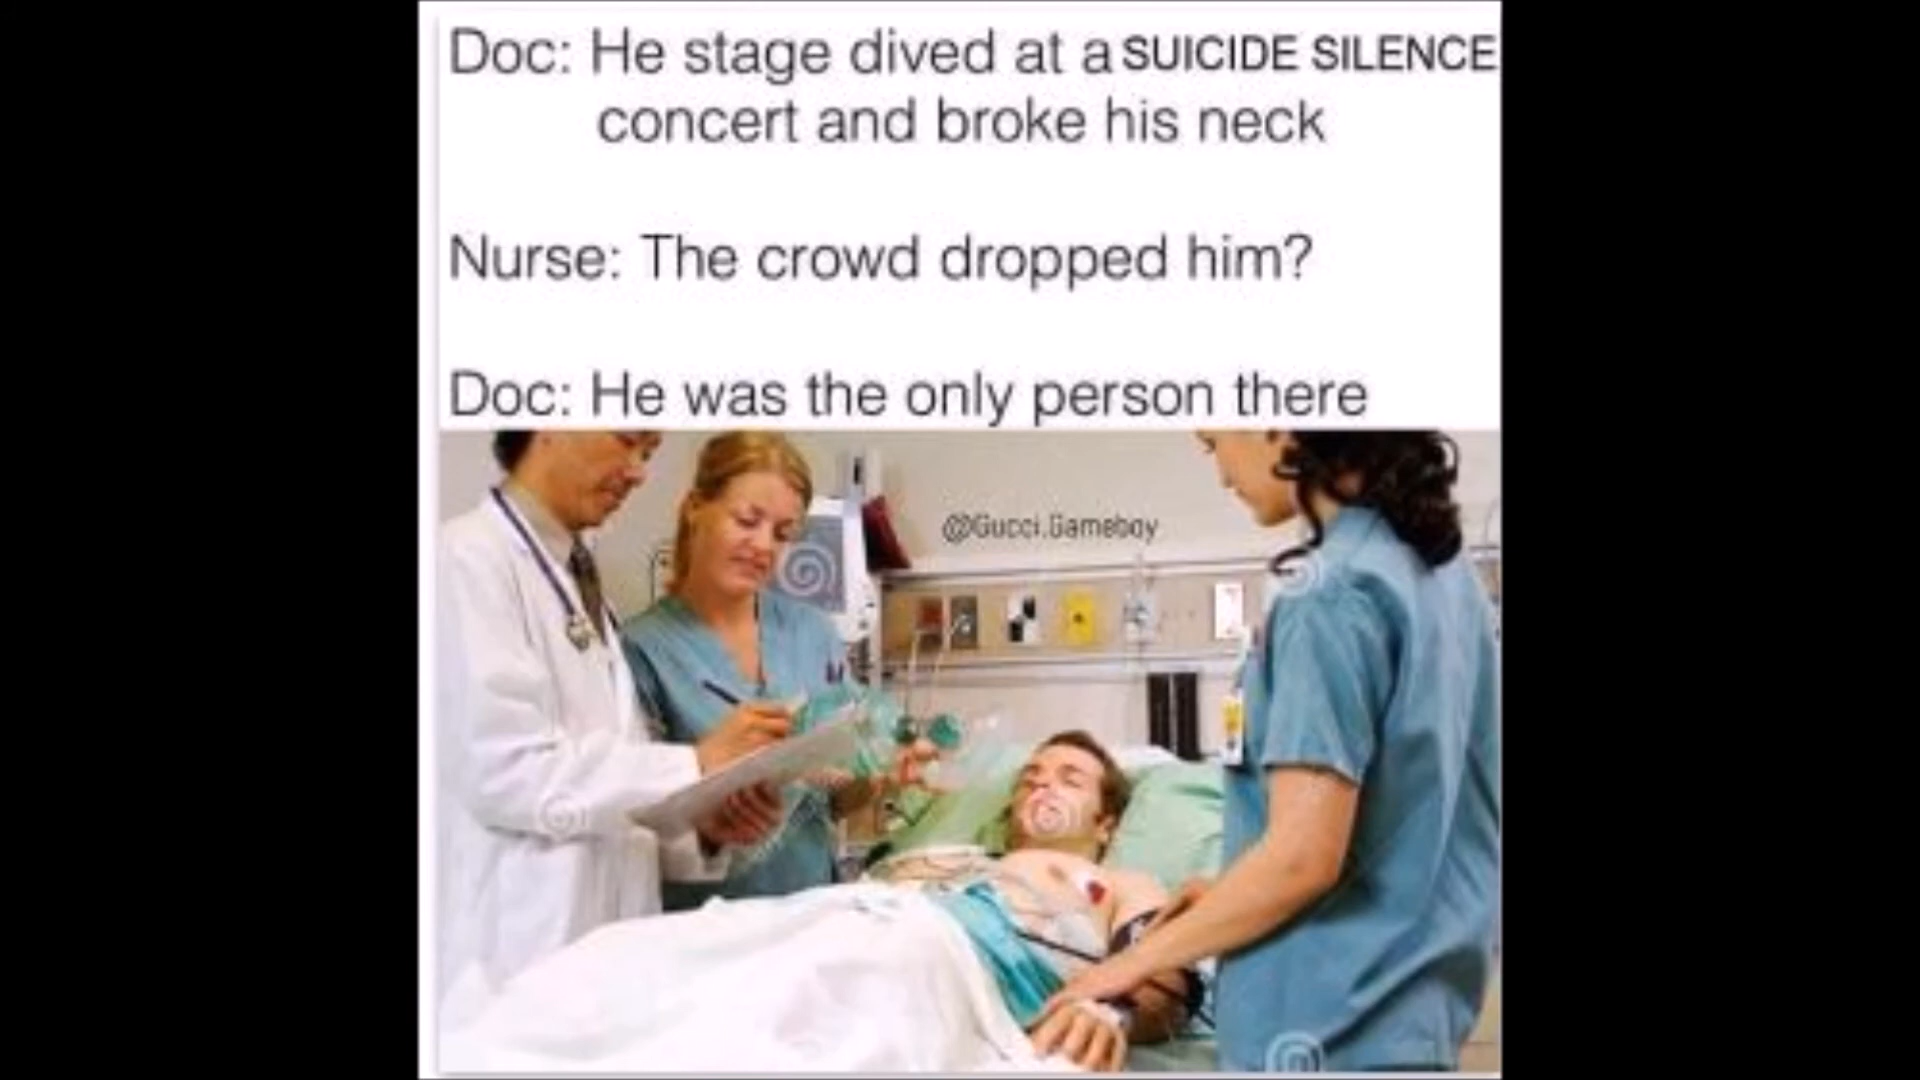 Doc: He stage dived at a SUICIDE SILENCE
concert and broke his neck
Nurse: The crowd dropped him?
Doc: He was the only person there
@Gucci.Gameboy